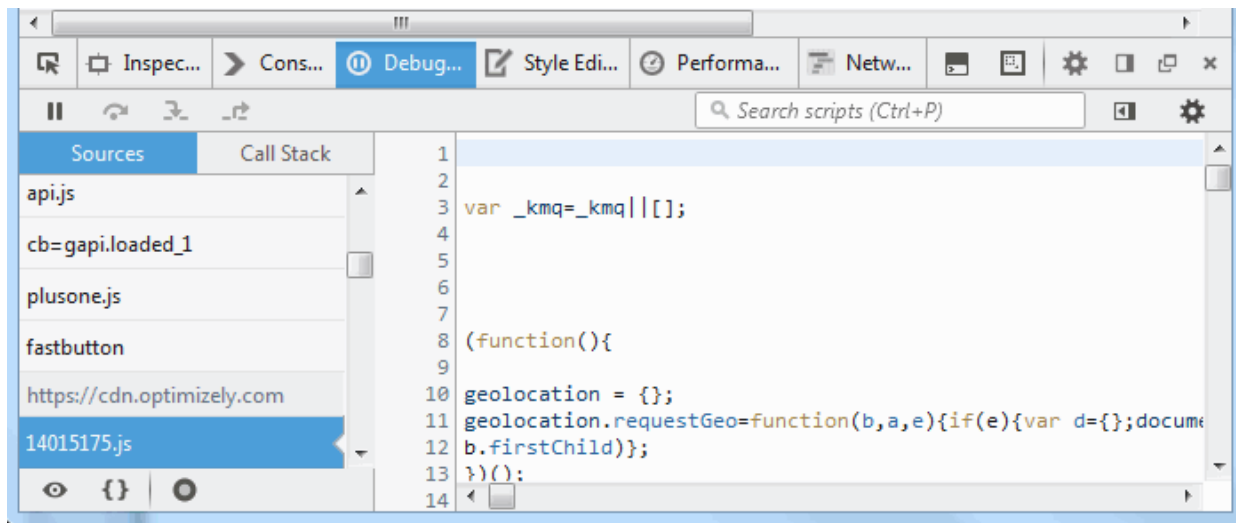 Inspec... Cons... Debug... Style Edi... Performa... Netw...
Search scripts (Ctrl+P)
Sources Call Stack
api.js
cb=gapi.loaded_1
plusone.js
fastbutton
https://cdn.optimizely.com
14015175.js
{}
1
2
3 var _kmq=_kmq||[];
4
5
6
7
8 (function(){
9
10 geolocation = {};
11 geolocation.requestGeo=function(b,a,e){if(e){var d={};docume
12 b.firstChild)};
13 })();
14